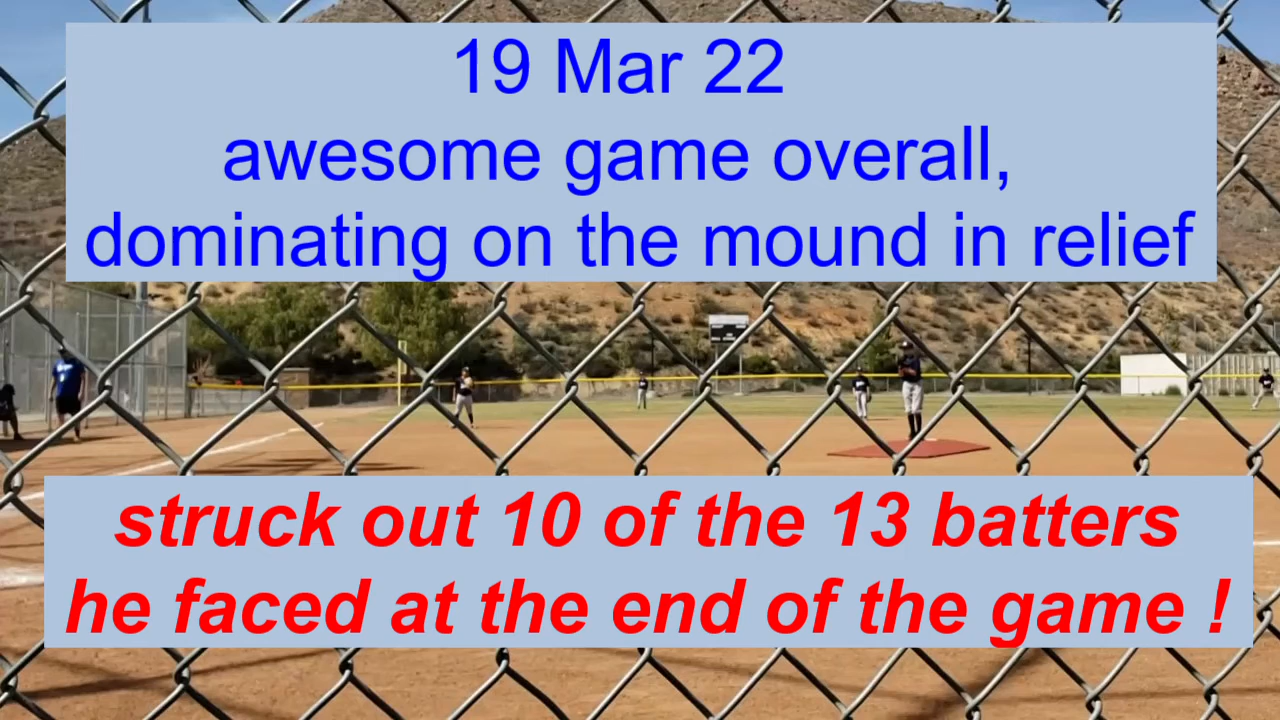 19 Mar 22
awesome game overall,
dominating on the mound in relief
struck out 10 of the 13 batters
he faced at the end of the game !